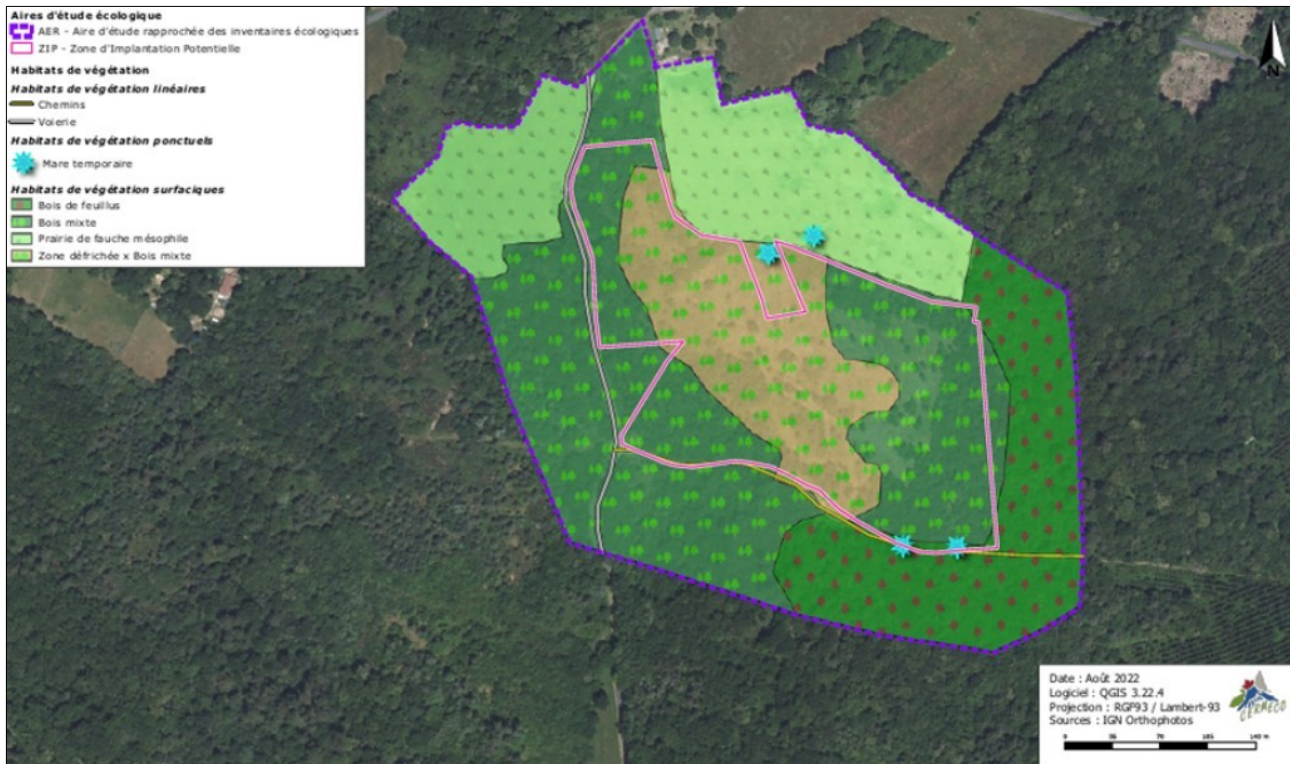 Aires d'étude écologique
AER - Aire d'étude rapprochée des inventaires écologiques
ZIP - Zone d'Implantation Potentielle
Habitats de végétation
Habitats de végétation linéaires
Chemins
Voierie
Habitats de végétation ponctuels
Mare temporaire
Habitats de végétation surfaciques
Bois de feuillus
Bois mixte
Prairie de fauche mésophile
Zone défrichée x Bois mixte
N
Date : Août 2022
Logiciel : QGIS 3.22.4
Projection : RGF93 / Lambert-93
Sources : IGN Orthophotos
CERMECO
0 35 70 105 140 m